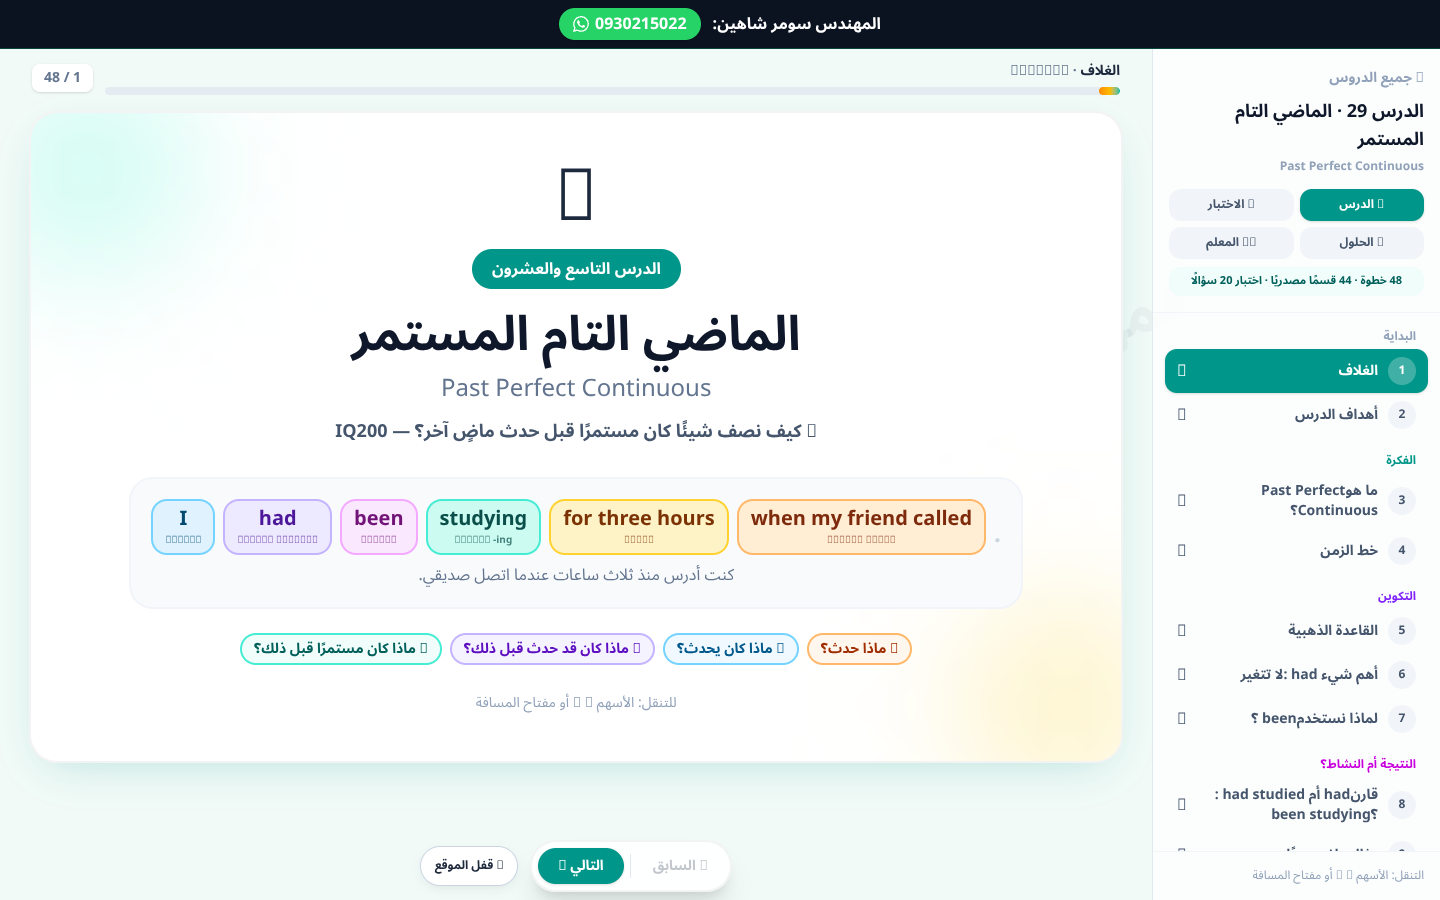 المهندس سومر شاهين: 0930215022
جميع الدروس
الدرس 29 · الماضي التام
المستمر
Past Perfect Continuous
الدرس
الاختبار
الحلول
المعلم
48 خطوة · 44 قسمًا مصدريًا · اختبار 20 سؤالًا
البداية
1 الغلاف
2 أهداف الدرس
الفكرة
3 ما هوPast Perfect
Continuous؟
4 خط الزمن
التكوين
5 القاعدة الذهبية
6 أهم شيء had :لا تتغير
7 لماذا نستخدمbeen ؟
النتيجة أم النشاط؟
8 قارنhad أم had studied :
been studying؟
التنقل: الأسهم أو مفتاح المسافة
الغلاف ·
48 / 1
الدرس التاسع والعشرون
الماضي التام المستمر
Past Perfect Continuous
كيف نصف شيئًا كان مستمرًا قبل حدث ماضٍ آخر؟ — IQ200
I had been studying for three hours when my friend called .
-ing
كنت أدرس منذ ثلاث ساعات عندما اتصل صديقي.
ماذا حدث؟
ماذا كان يحدث؟
ماذا كان قد حدث قبل ذلك؟
ماذا كان مستمرًا قبل ذلك؟
للتنقل: الأسهم أو مفتاح المسافة
السابق
التالي
قفل الموقع